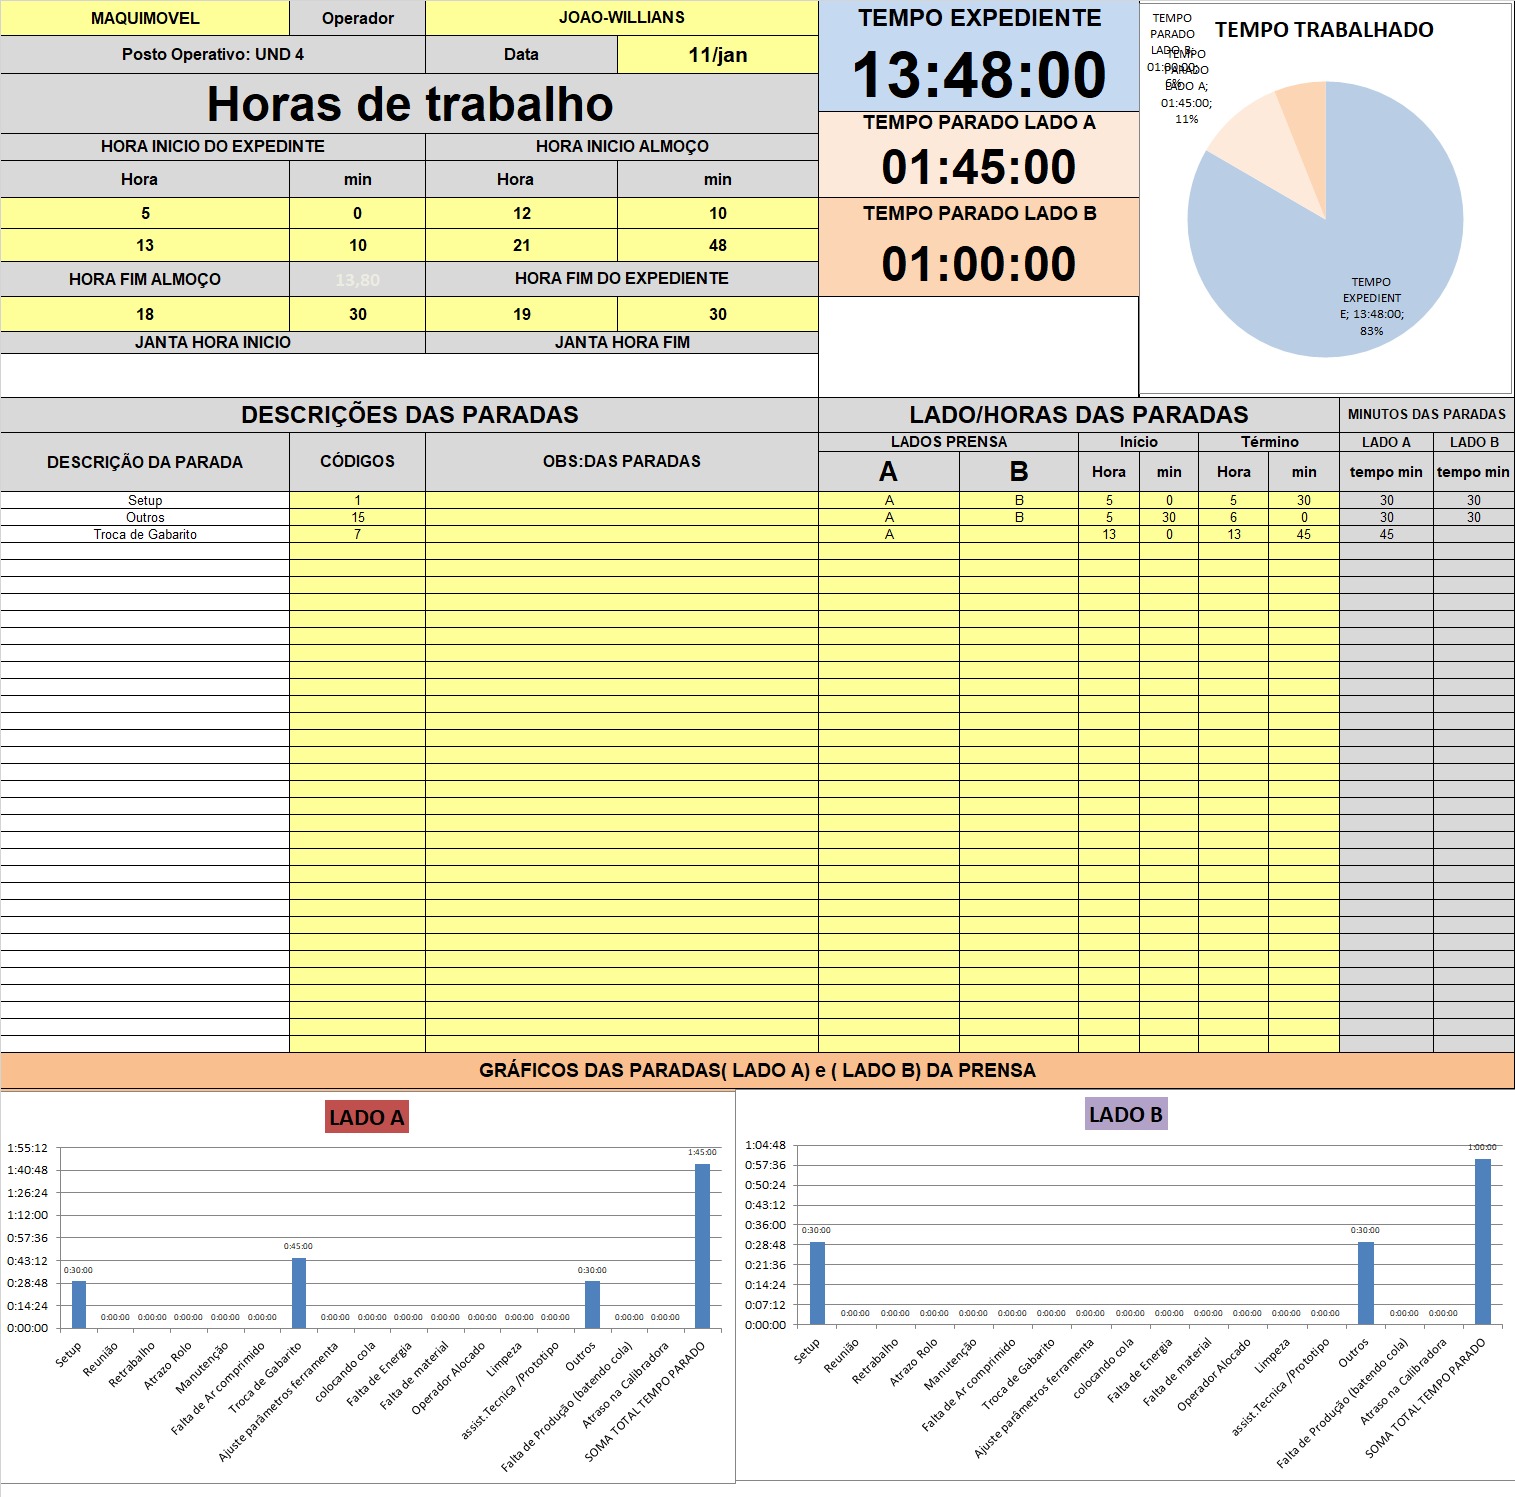 MAQUIMOVEL Operador JOAO-WILLIANS
Posto Operativo: UND 4 Data 11/jan
Horas de trabalho
HORA INICIO DO EXPEDINTE HORA INICIO ALMOÇO
Hora min Hora min
5 0 12 10
13 10 21 48
HORA FIM ALMOÇO 13,80 HORA FIM DO EXPEDIENTE
18 30 19 30
JANTA HORA INICIO JANTA HORA FIM
TEMPO EXPEDIENTE
13:48:00
TEMPO PARADO LADO A
01:45:00
TEMPO PARADO LADO B
01:00:00
TEMPO TRABALHADO
TEMPO
PARADO
LADO B;
01:00:00;
6%
TEMPO
PARADO
LADO A;
01:45:00;
11%
TEMPO
EXPEDIENT
E; 13:48:00;
83%
DESCRIÇÕES DAS PARADAS LADO/HORAS DAS PARADAS MINUTOS DAS PARADAS
DESCRIÇÃO DA PARADA CÓDIGOS OBS:DAS PARADAS LADOS PRENSA Início Término LADO A LADO B
A B Hora min Hora min tempo min tempo min
Setup 1 A B 5 0 5 30 30 30
Outros 15 A B 5 30 6 0 30 30
Troca de Gabarito 7 A 13 0 13 45 45
GRÁFICOS DAS PARADAS( LADO A) e ( LADO B) DA PRENSA
LADO A
1:55:12
1:40:48
1:26:24
1:12:00
0:57:36
0:43:12
0:28:48
0:14:24
0:00:00
0:30:00 0:00:00 0:00:00 0:00:00 0:00:00 0:00:00 0:45:00 0:00:00 0:00:00 0:00:00 0:00:00 0:00:00 0:00:00 0:00:00 0:30:00 0:00:00 0:00:00 1:45:00
Setup
Reunião
Retrabalho
Atrazo Rolo
Manutenção
Falta de Ar comprimido
Troca de Gabarito
Ajuste parâmetros ferramenta
colocando cola
Falta de Energia
Falta de material
Operador Alocado
Limpeza
assist.Tecnica /Prototipo
Outros
Falta de Produção (batendo cola)
Atraso na Calibradora
SOMA TOTAL TEMPO PARADO
LADO B
1:04:48
0:57:36
0:50:24
0:43:12
0:36:00
0:28:48
0:21:36
0:14:24
0:07:12
0:00:00
0:30:00 0:00:00 0:00:00 0:00:00 0:00:00 0:00:00 0:00:00 0:00:00 0:00:00 0:00:00 0:00:00 0:00:00 0:00:00 0:00:00 0:30:00 0:00:00 0:00:00 1:00:00
Setup
Reunião
Retrabalho
Atrazo Rolo
Manutenção
Falta de Ar comprimido
Troca de Gabarito
Ajuste parâmetros ferramenta
colocando cola
Falta de Energia
Falta de material
Operador Alocado
Limpeza
assist.Tecnica /Prototipo
Outros
Falta de Produção (batendo cola)
Atraso na Calibradora
SOMA TOTAL TEMPO PARADO